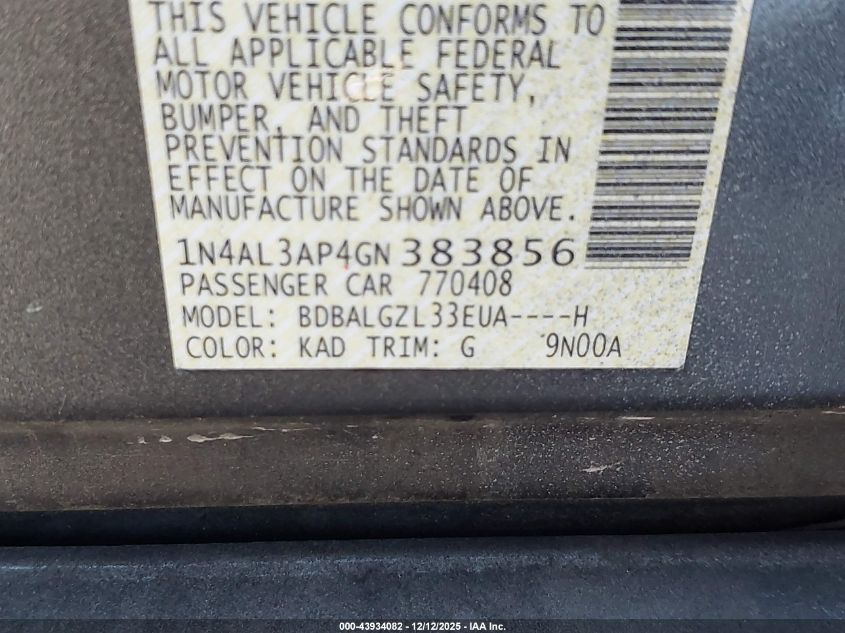 THIS VEHICLE CONFORMS TO
ALL APPLICABLE FEDERAL
MOTOR VEHICLE SAFETY,
BUMPER, AND THEFT
PREVENTION STANDARDS IN
EFFECT ON THE DATE OF
MANUFACTURE SHOWN ABOVE.
1N4AL3AP4GN383856
PASSENGER CAR 770408
MODEL: BDBALGZL33EUA----H
COLOR: KAD TRIM: G 9N00A
000-43934082 - 12/12/2025 - IAA Inc.